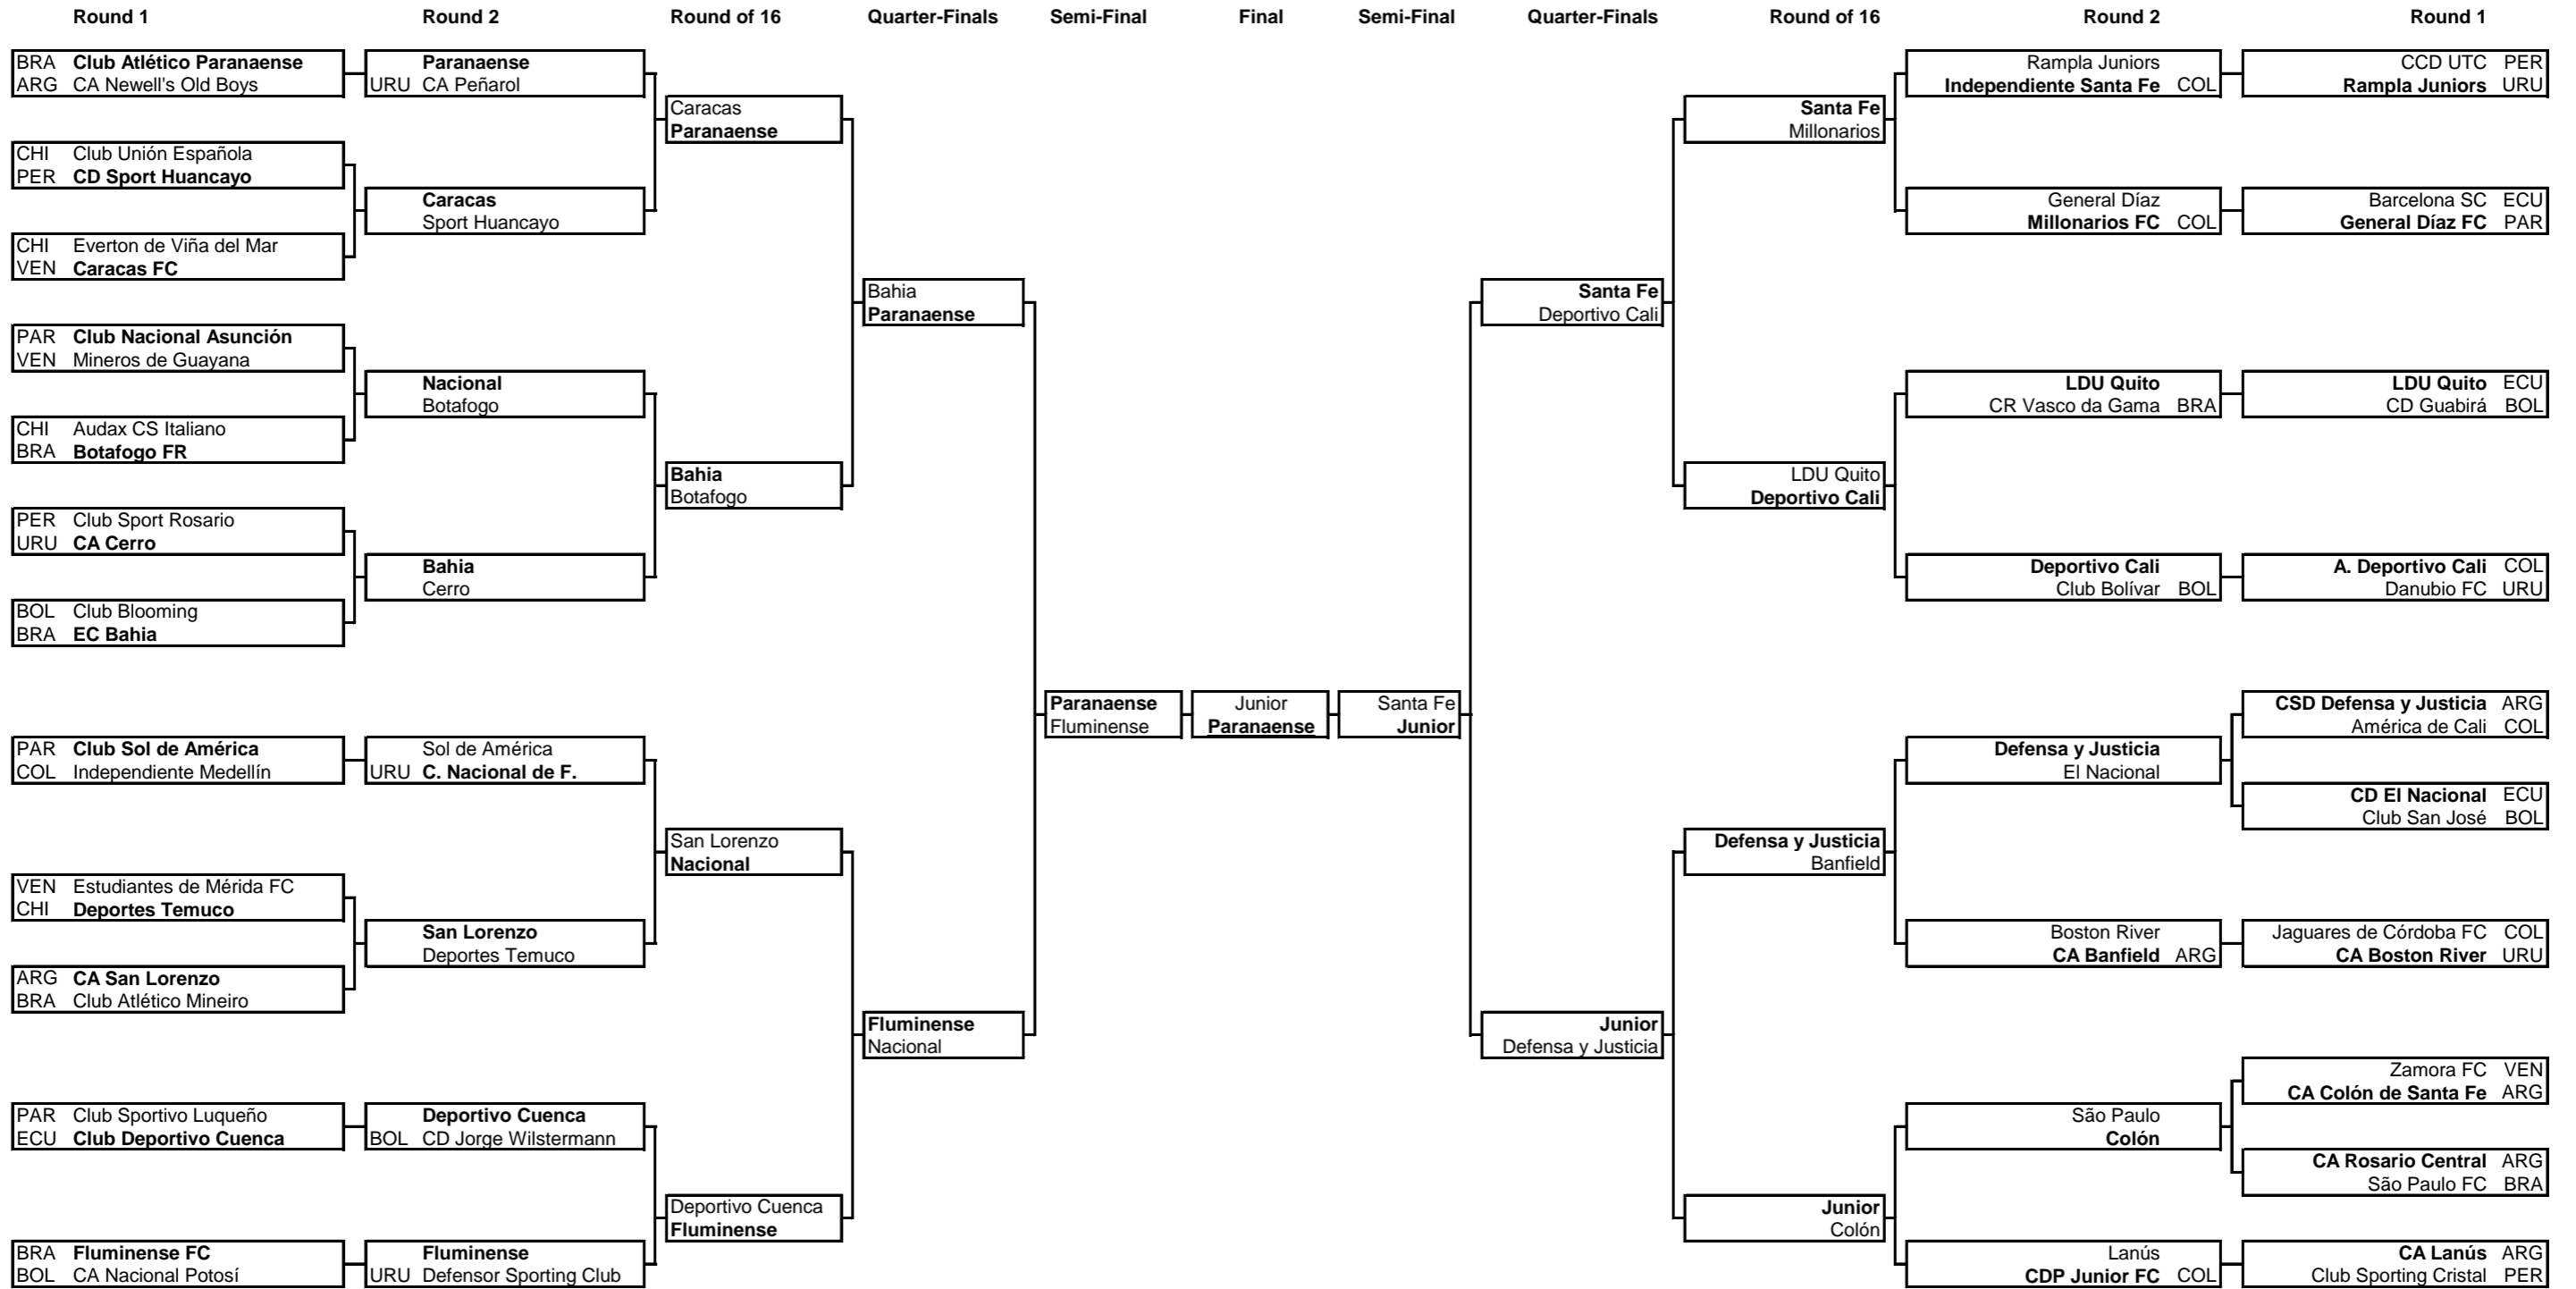 Round 1 Round 2 Round of 16 Quarter-Finals Semi-Final Final Semi-Final Quarter-Finals Round of 16 Round 2 Round 1
BRA Club Atlético Paranaense
ARG CA Newell's Old Boys
CHI Club Unión Española
PER CD Sport Huancayo
CHI Everton de Viña del Mar
VEN Caracas FC
PAR Club Nacional Asunción
VEN Mineros de Guayana
CHI Audax CS Italiano
BRA Botafogo FR
PER Club Sport Rosario
URU CA Cerro
BOL Club Blooming
BRA EC Bahia
PAR Club Sol de América
COL Independiente Medellín
VEN Estudiantes de Mérida FC
CHI Deportes Temuco
ARG CA San Lorenzo
BRA Club Atlético Mineiro
PAR Club Sportivo Luqueño
ECU Club Deportivo Cuenca
BRA Fluminense FC
BOL CA Nacional Potosí
Paranaense
URU CA Peñarol
Caracas
Sport Huancayo
Nacional
Botafogo
Bahia
Cerro
Sol de América
URU C. Nacional de F.
San Lorenzo
Deportes Temuco
Deportivo Cuenca
BOL CD Jorge Wilstermann
Fluminense
URU Defensor Sporting Club
Caracas
Paranaense
Bahia
Botafogo
San Lorenzo
Nacional
Deportivo Cuenca
Fluminense
Bahia
Paranaense
Fluminense
Nacional
Paranaense
Fluminense
Junior
Paranaense
Santa Fe
Junior
Santa Fe
Deportivo Cali
Junior
Defensa y Justicia
Santa Fe
Millonarios
LDU Quito
Deportivo Cali
Defensa y Justicia
Banfield
Junior
Colón
Rampla Juniors
Independiente Santa Fe COL
General Díaz
Millonarios FC COL
LDU Quito
CR Vasco da Gama BRA
Deportivo Cali
Club Bolívar BOL
Defensa y Justicia
El Nacional
Boston River
CA Banfield ARG
São Paulo
Colón
Lanús
CDP Junior FC COL
CCD UTC PER
Rampla Juniors URU
Barcelona SC ECU
General Díaz FC PAR
LDU Quito ECU
CD Guabirá BOL
A. Deportivo Cali COL
Danubio FC URU
CSD Defensa y Justicia ARG
América de Cali COL
CD El Nacional ECU
Club San José BOL
Jaguares de Córdoba FC COL
CA Boston River URU
Zamora FC VEN
CA Colón de Santa Fe ARG
CA Rosario Central ARG
São Paulo FC BRA
CA Lanús ARG
Club Sporting Cristal PER